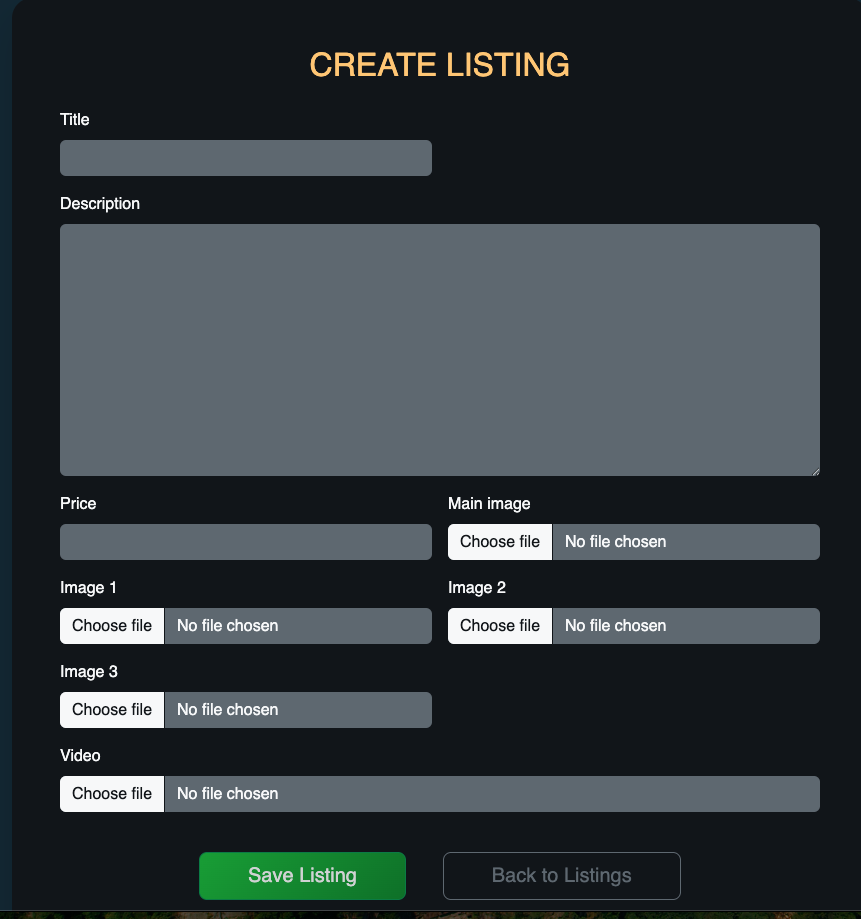 CREATE LISTING
Title
Description
Price
Main image
Choose file No file chosen
Image 1
Image 2
Choose file No file chosen
Choose file No file chosen
Image 3
Choose file No file chosen
Video
Choose file No file chosen
Save Listing
Back to Listings